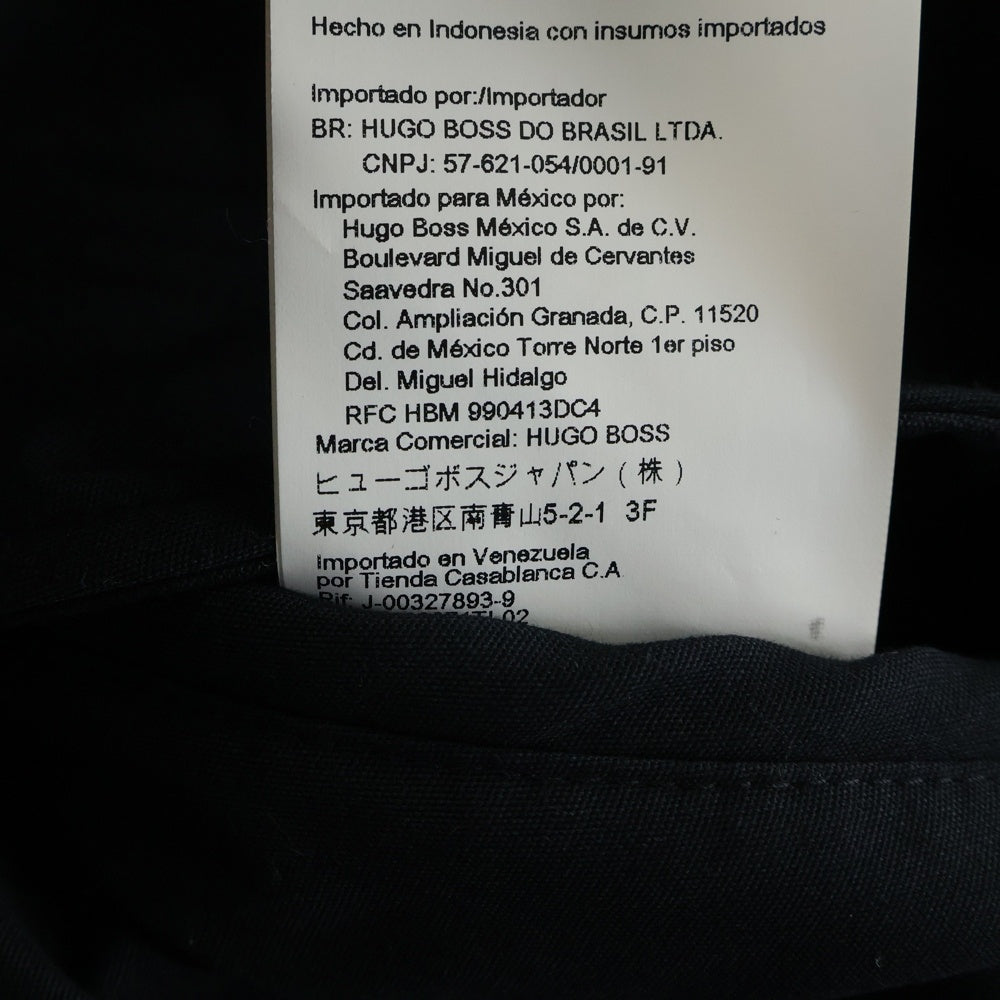 Hecho en Indonesia con insumos importados
Importado por:/Importador
BR: HUGO BOSS DO BRASIL LTDA.
CNPJ: 57-621-054/0001-91
Importado para México por:
Hugo Boss México S.A. de C.V.
Boulevard Miguel de Cervantes
Saavedra No.301
Col. Ampliación Granada, C.P. 11520
Cd. de México Torre Norte 1er piso
Del. Miguel Hidalgo
RFC HBM 990413DC4
Marca Comercial: HUGO BOSS
ヒューゴボスジャパン(株)
東京都港区南青山5-2-1 3F
Importado en Venezuela
por Tienda Casablanca C.A
Rif: J-00327893-9